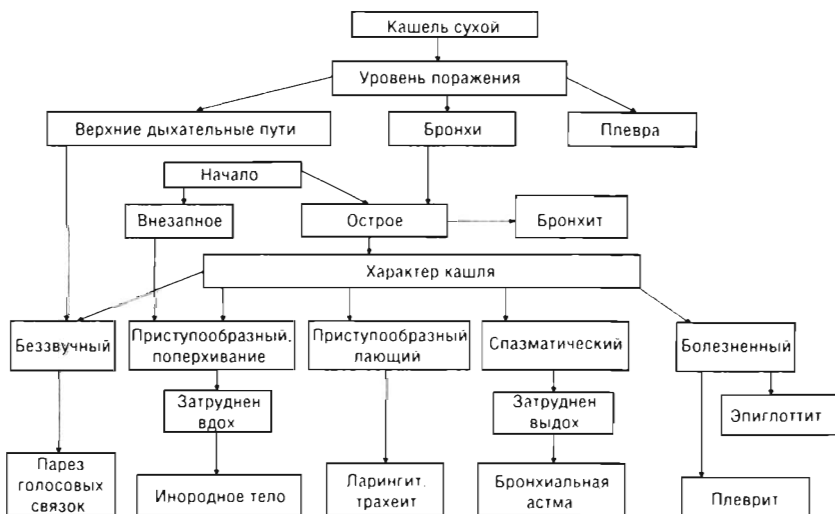 Кашель сухой
Уровень поражения
Верхние дыхательные пути
Бронхи
Плевра
Начало
Внезапное
Острое
Бронхит
Характер кашля
Беззвучный
Приступообразный,
поперхивание
Приступообразный
лающий
Спазматический
Болезненный
Затруднен
вдох
Затруднен
выдох
Эпиглоттит
Парез
голосовых
связок
Инородное тело
Ларингит,
трахеит
Бронхиальная
астма
Плеврит